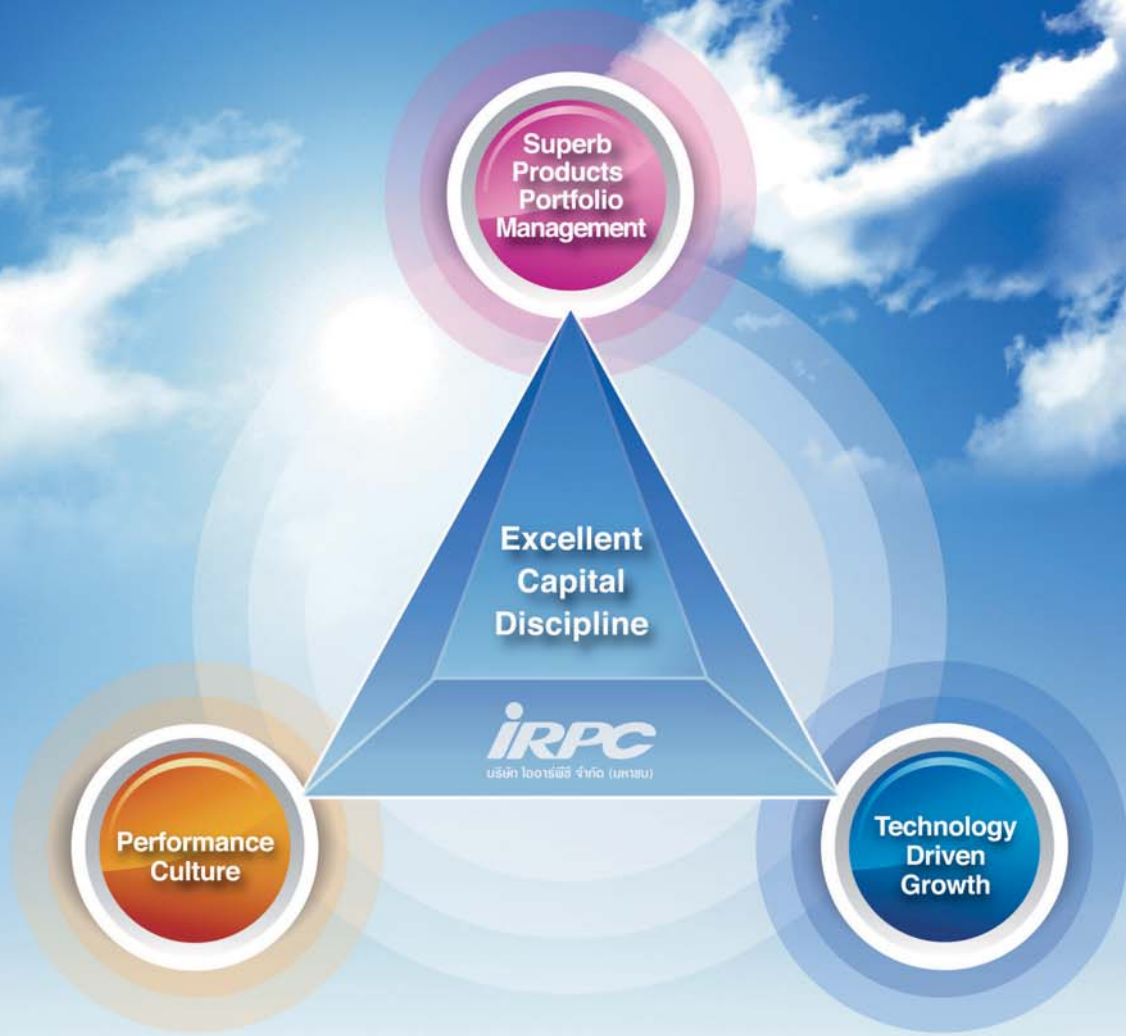 Superb
Products
Portfolio
Management
Excellent
Capital
Discipline
iRPC
บริษัท ไออาร์พีซี จำกัด (มหาชน)
Performance
Culture
Technology
Driven
Growth